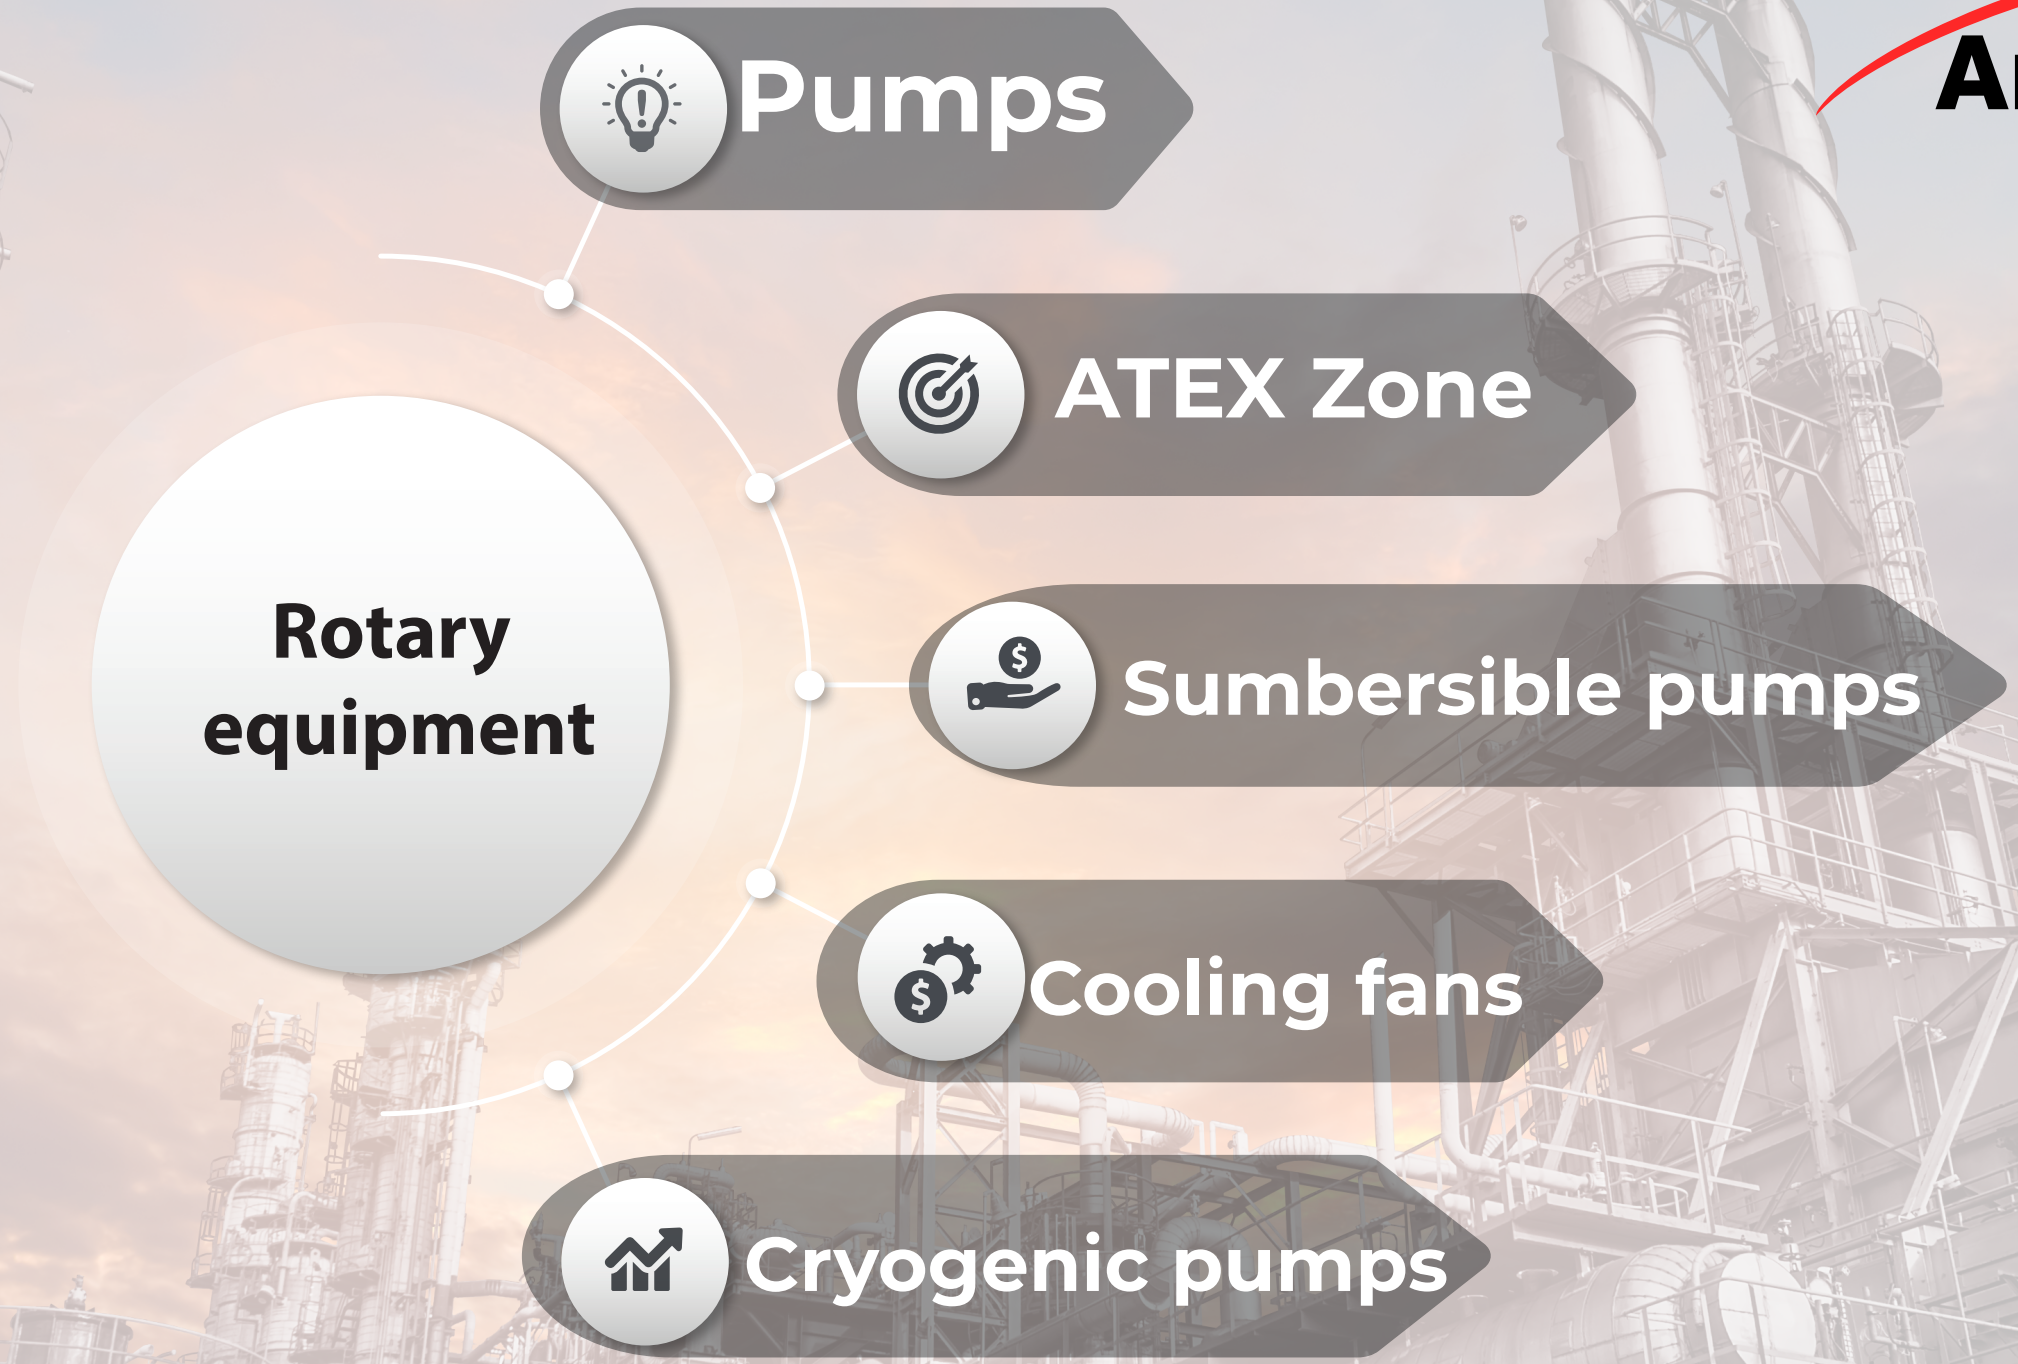 Pumps
ATEX Zone
Rotary
equipment
Sumbersible pumps
Cooling fans
Cryogenic pumps